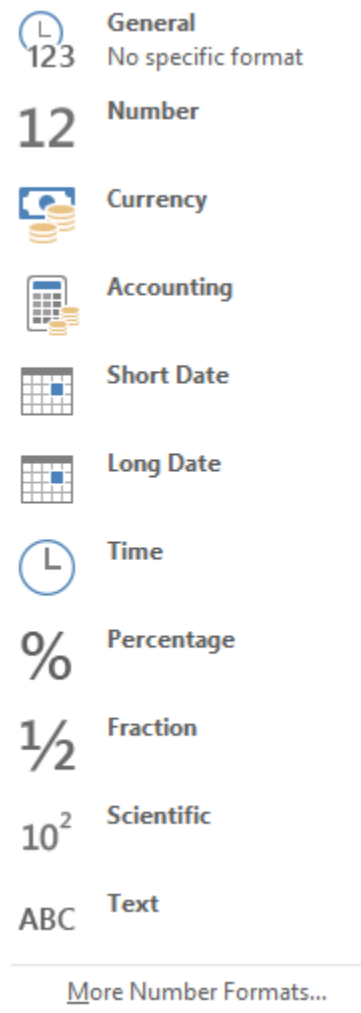 General
123
No specific format
12
Number
Currency
Accounting
Short Date
Long Date
Time
%
Percentage
½
Fraction
10²
Scientific
ABC
Text
More Number Formats...